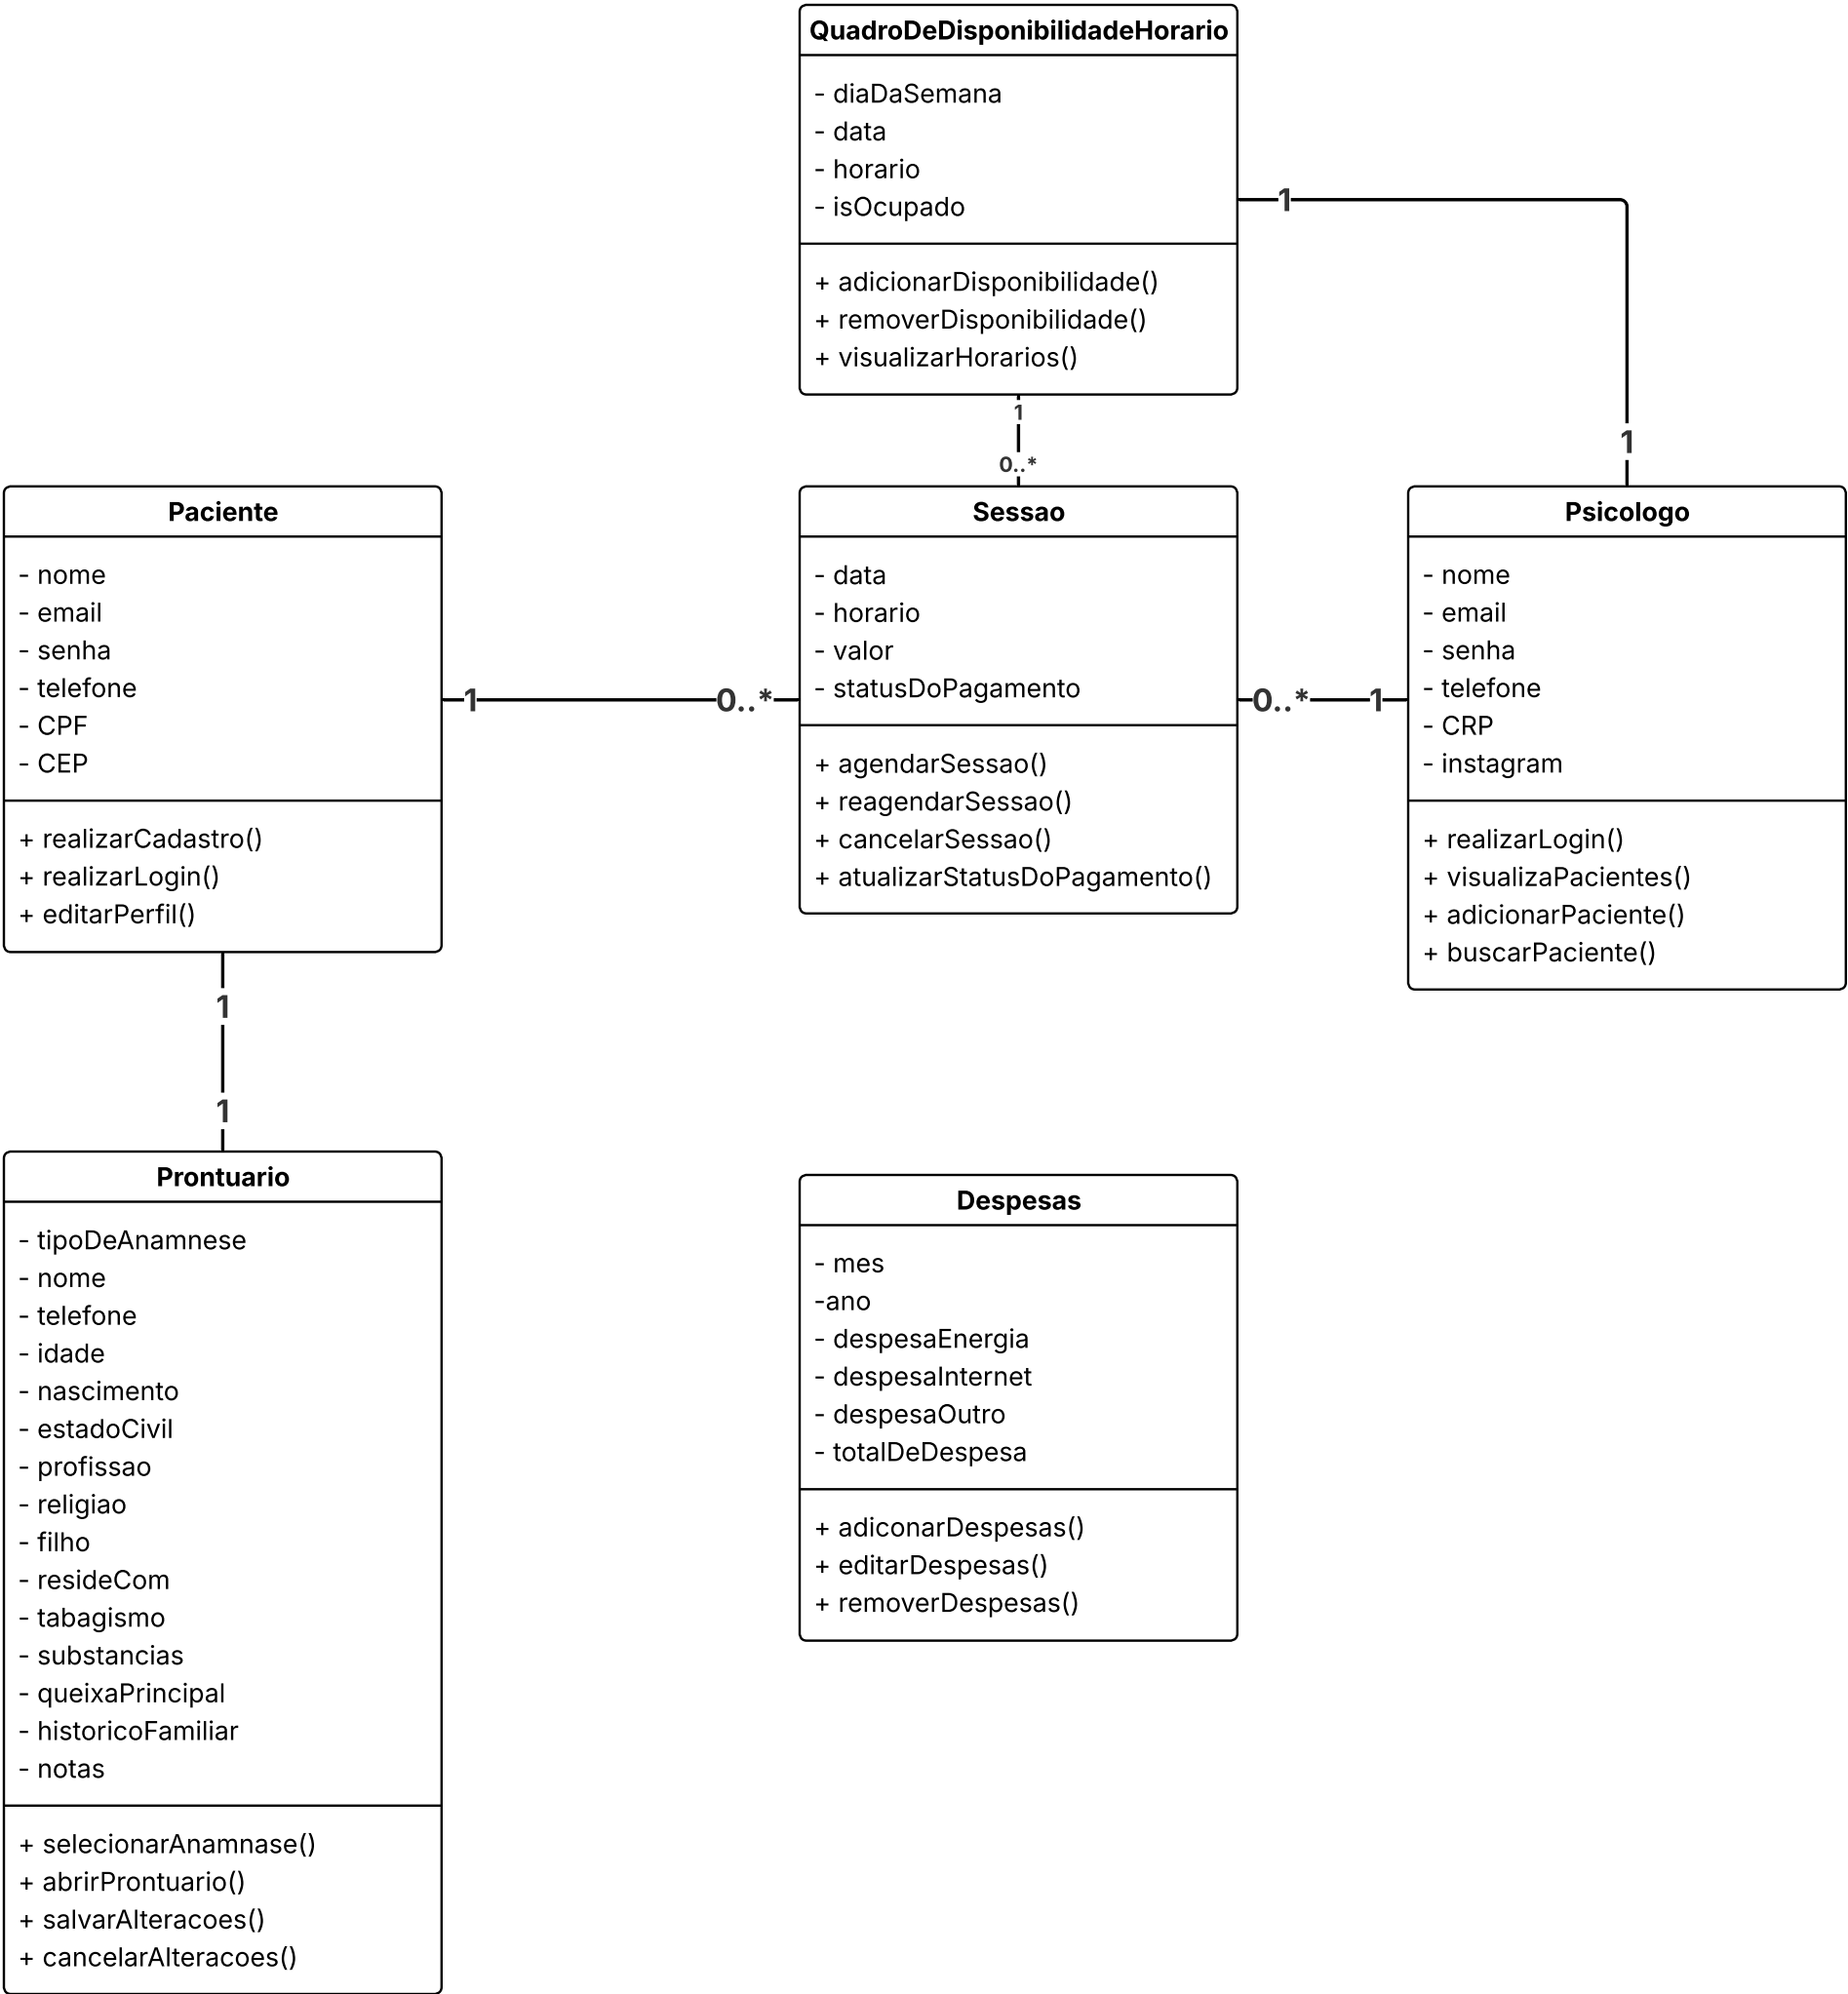 QuadroDeDisponibilidadeHorario
- diaDaSemana
- data
- horario
- isOcupado
+ adicionarDisponibilidade()
+ removerDisponibilidade()
+ visualizarHorarios()
1
1
1
0..*
Paciente
- nome
- email
- senha
- telefone
- CPF
- CEP
+ realizarCadastro()
+ realizarLogin()
+ editarPerfil()
1
0..*
Sessao
- data
- horario
- valor
- statusDoPagamento
+ agendarSessao()
+ reagendarSessao()
+ cancelarSessao()
+ atualizarStatusDoPagamento()
0..*
1
Psicologo
- nome
- email
- senha
- telefone
- CRP
- instagram
+ realizarLogin()
+ visualizaPacientes()
+ adicionarPaciente()
+ buscarPaciente()
1
1
Prontuario
- tipoDeAnamnese
- nome
- telefone
- idade
- nascimento
- estadoCivil
- profissao
- religiao
- filho
- resideCom
- tabagismo
- substancias
- queixaPrincipal
- historicoFamiliar
- notas
+ selecionarAnamnase()
+ abrirProntuario()
+ salvarAlteracoes()
+ cancelarAlteracoes()
Despesas
- mes
-ano
- despesaEnergia
- despesaInternet
- despesaOutro
- totalDeDespesa
+ adiconarDespesas()
+ editarDespesas()
+ removerDespesas()